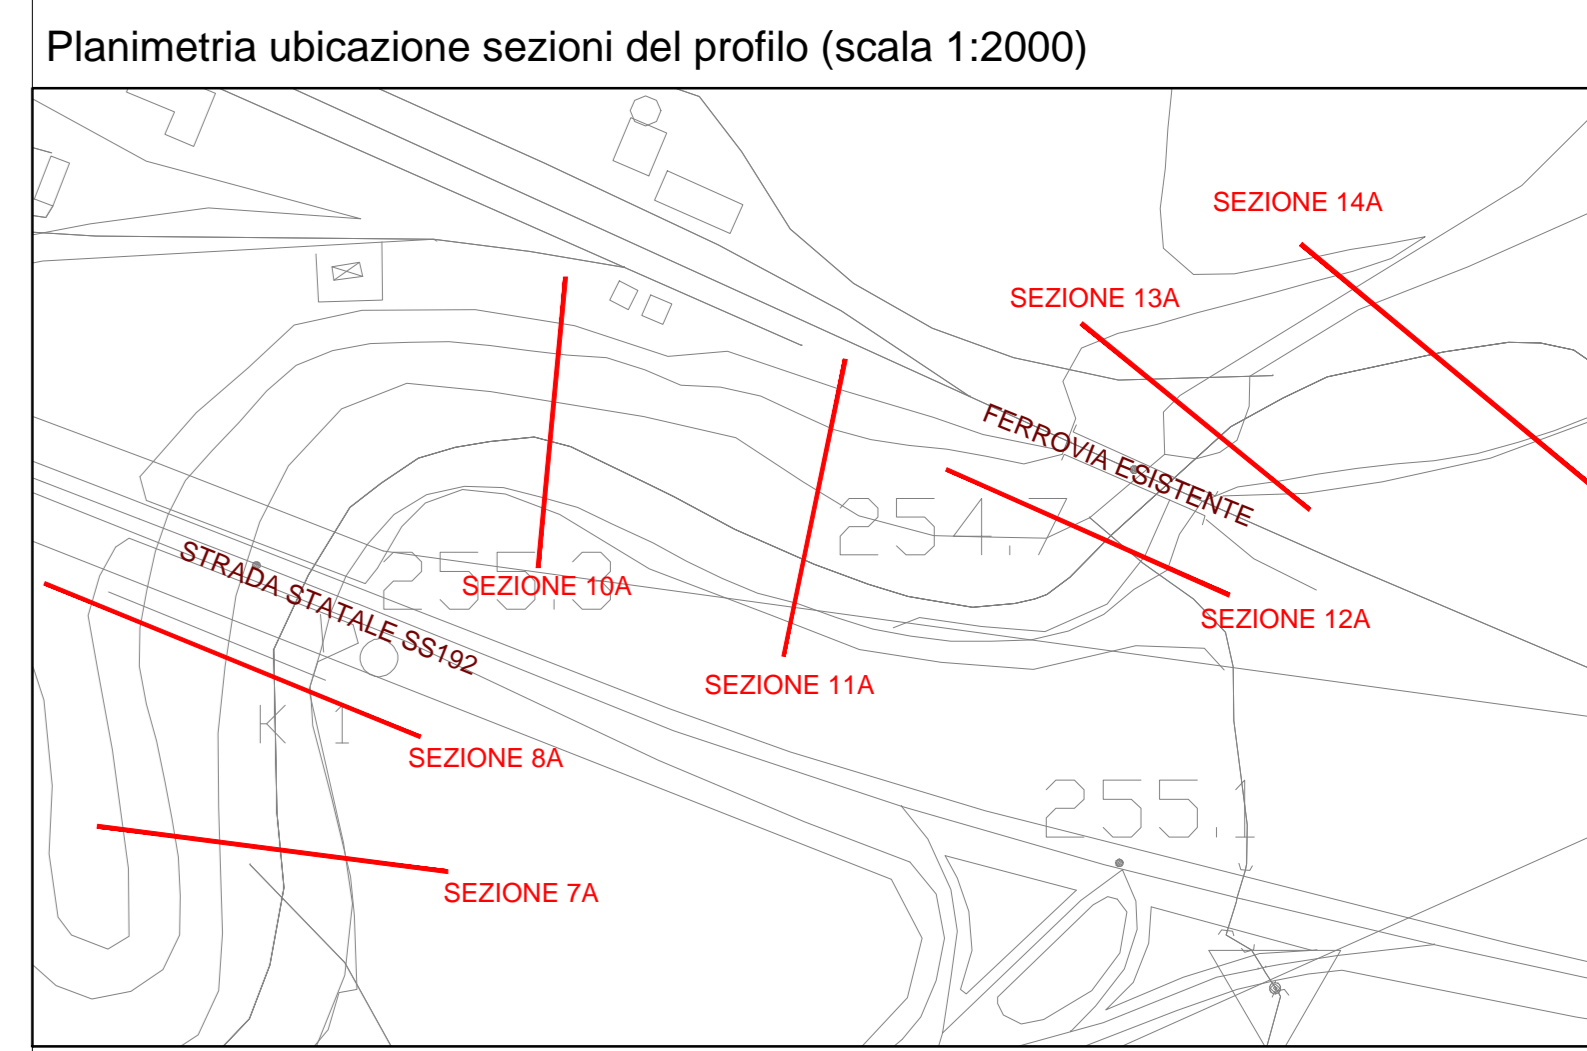 Planimetria ubicazione sezioni del profilo (scala 1:2000)
SEZIONE 14A
SEZIONE 13A
FERROVIA ESISTENTE
254.7
STRADA STATALE SS192
255.3
SEZIONE 10A
SEZIONE 12A
SEZIONE 11A
K 1
SEZIONE 8A
255.1
SEZIONE 7A